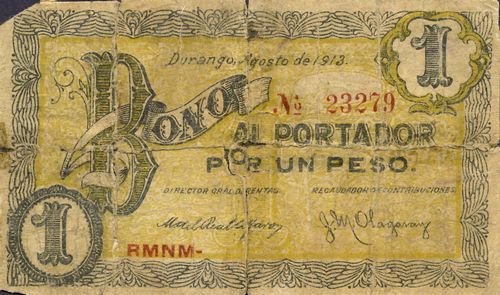 1
Durango, Agosto de 1913.
BONO
No 23279
Al PORTADOR
POR UN PESO.
DIRECTOR GRAL. DE RENTAS.
RECAUDADOR DE CONTRIBUCIONES
J. M. Olagaray
1
RMNM-